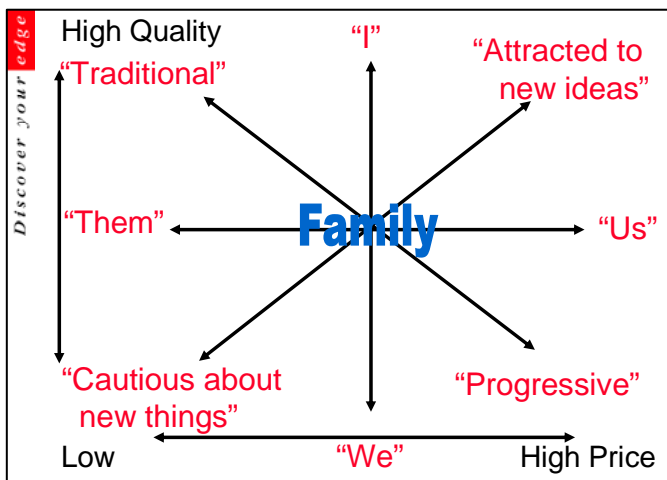 Discover your edge
High Quality
“I”
“Traditional”
“Attracted to
new ideas”
“Them”
Family
“Us”
“Cautious about
new things”
“Progressive”
Low
“We”
High Price